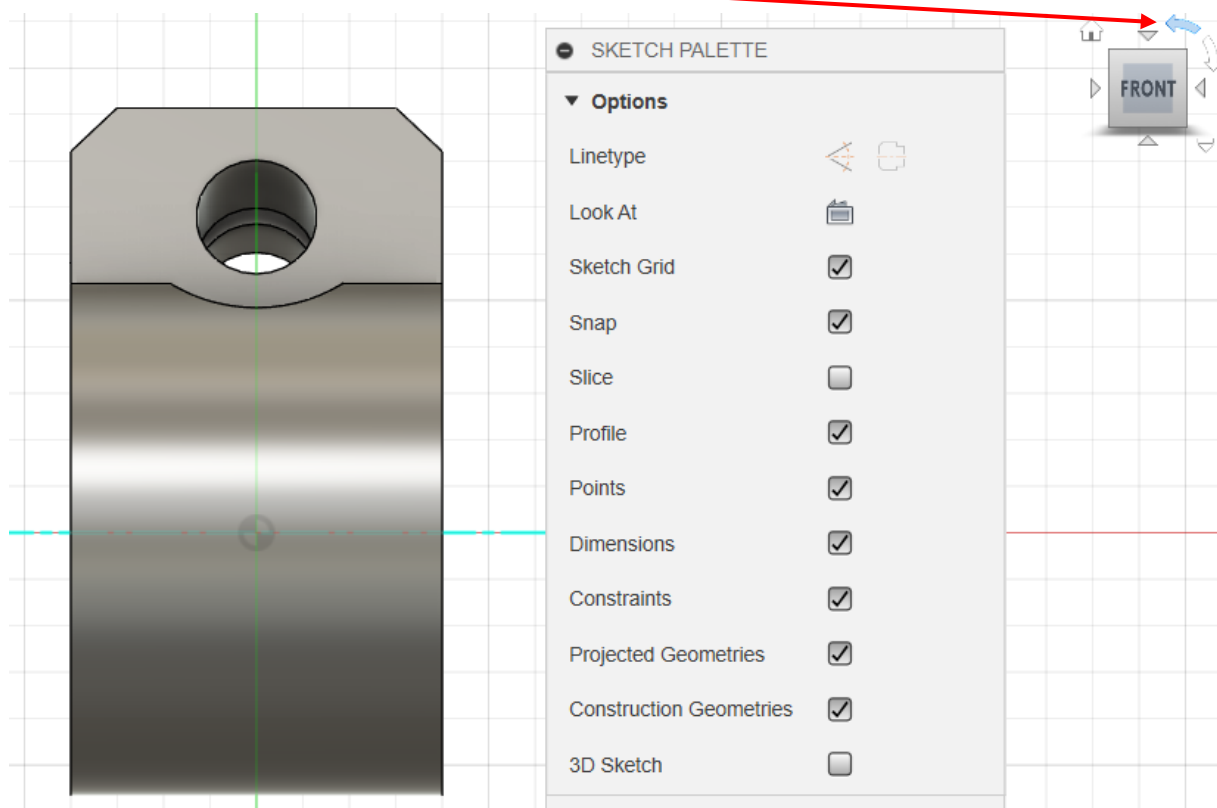 SKETCH PALETTE
Options
FRONT
Linetype
Look At
Sketch Grid
Snap
Slice
Profile
Points
Dimensions
Constraints
Projected Geometries
Construction Geometries
3D Sketch